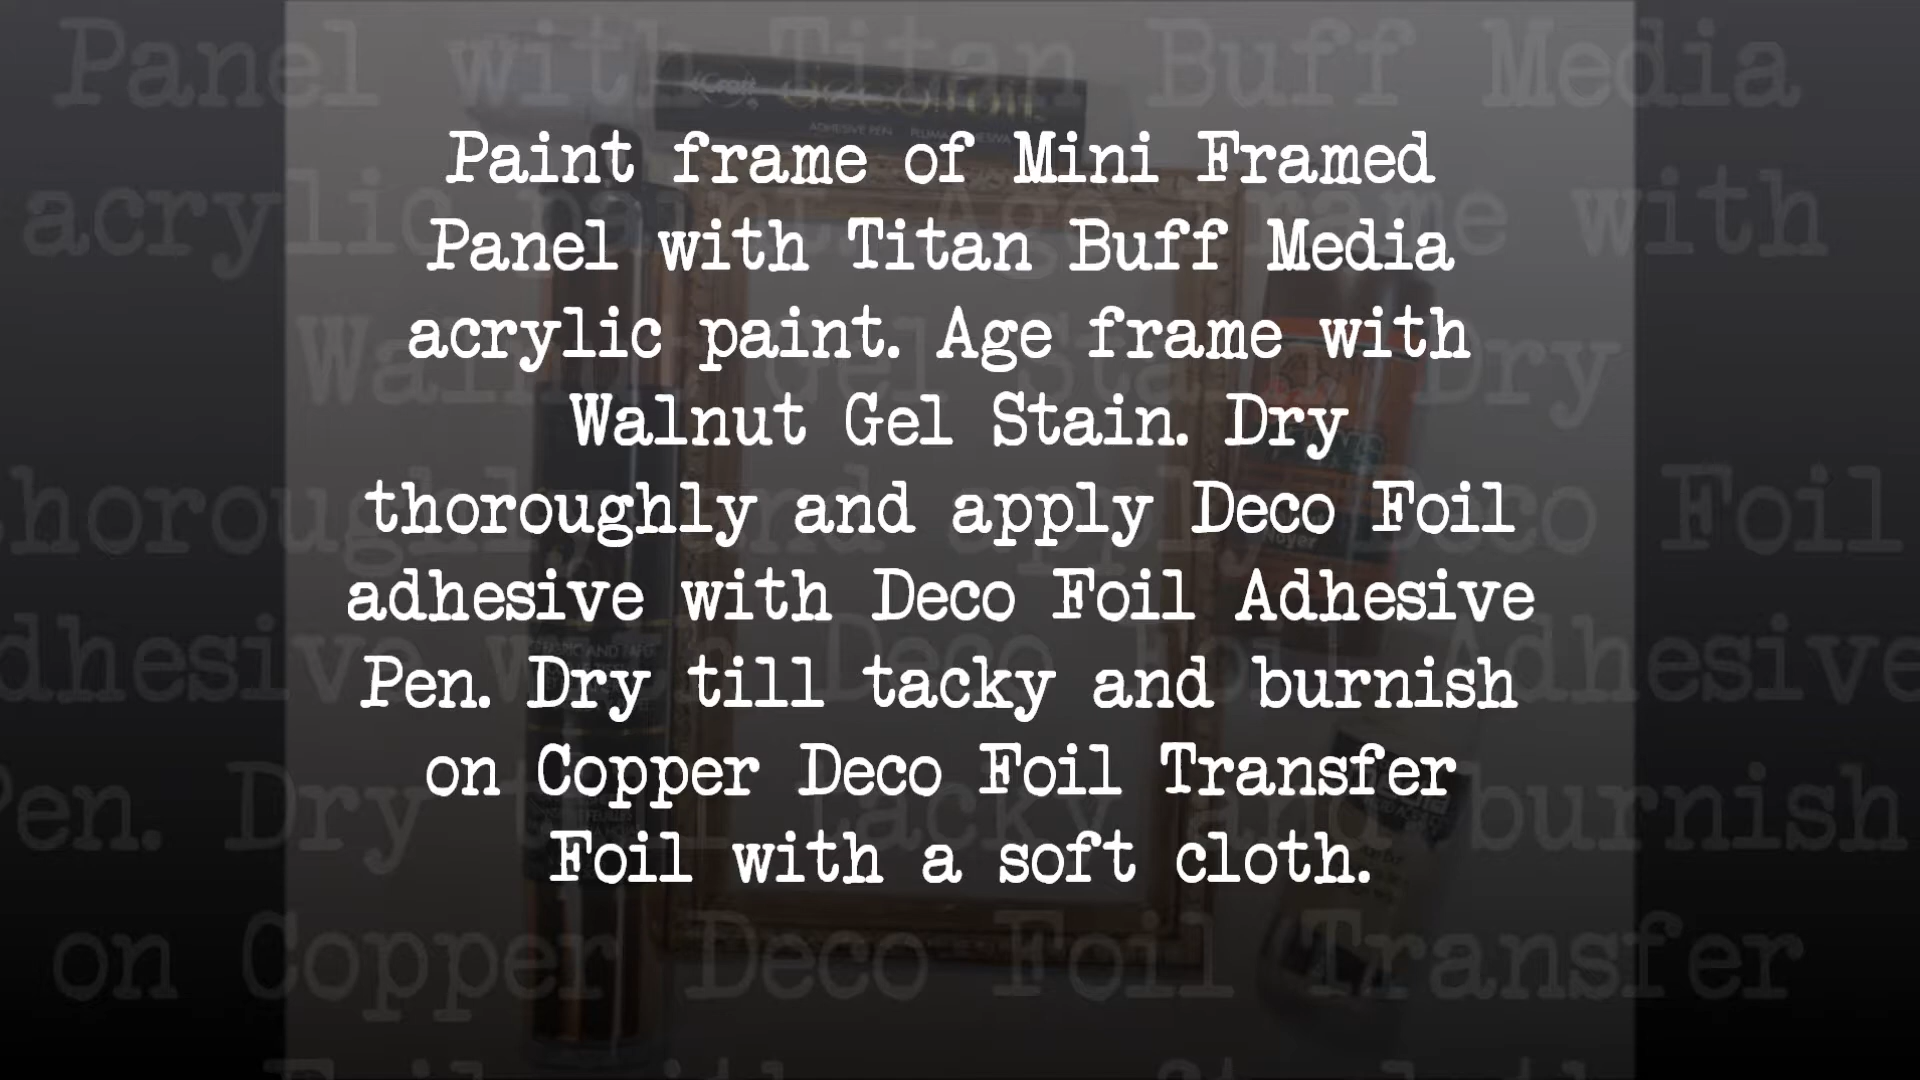 Paint frame of Mini Framed
Panel with Titan Buff Media
acrylic paint. Age frame with
Walnut Gel Stain. Dry
thoroughly and apply Deco Foil
adhesive with Deco Foil Adhesive
Pen. Dry till tacky and burnish
on Copper Deco Foil Transfer
Foil with a soft cloth.